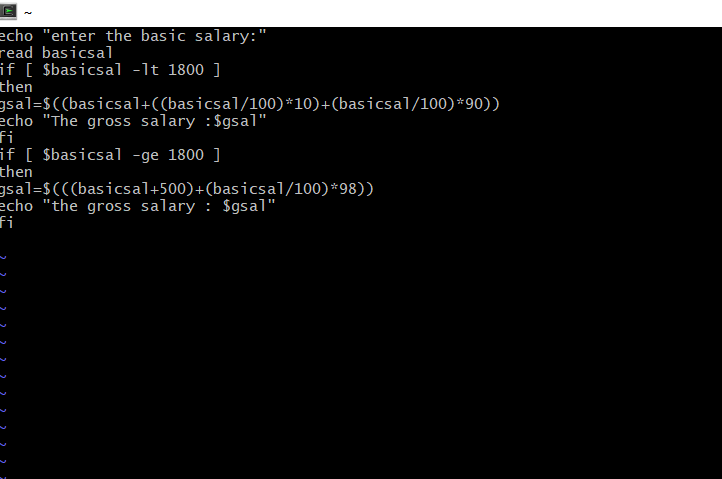 ~
echo "enter the basic salary:"
read basicsal
if [ $basicsal -lt 1800 ]
then
gsal=$((basicsal+((basicsal/100)*10)+(basicsal/100)*90))
echo "The gross salary :$gsal"
fi
if [ $basicsal -ge 1800 ]
then
gsal=$(((basicsal+500)+(basicsal/100)*98))
echo "the gross salary : $gsal"
fi
~
~
~
~
~
~
~
~
~
~
~
~
~
~